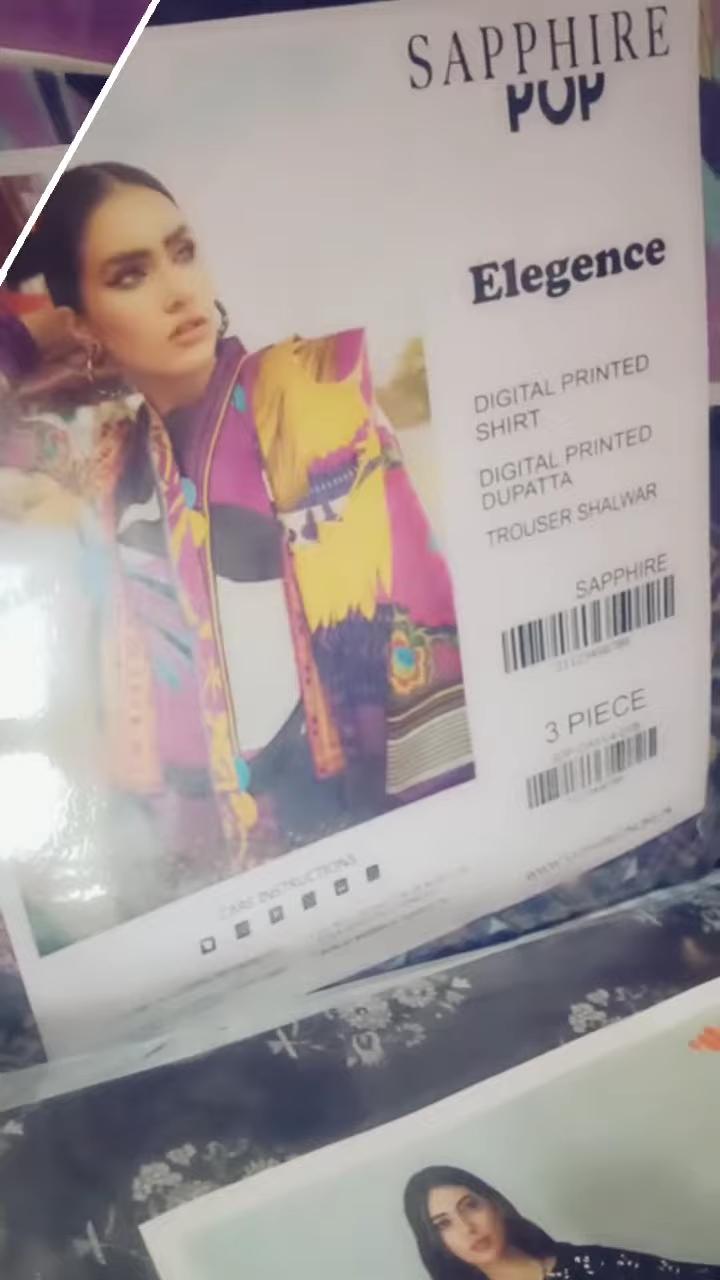 SAPPHIRE
POP
Elegence
DIGITAL PRINTED
SHIRT
DIGITAL PRINTED
DUPATTA
TROUSER SHALWAR
SAPPHIRE
3 PIECE
CARE INSTRUCTIONS